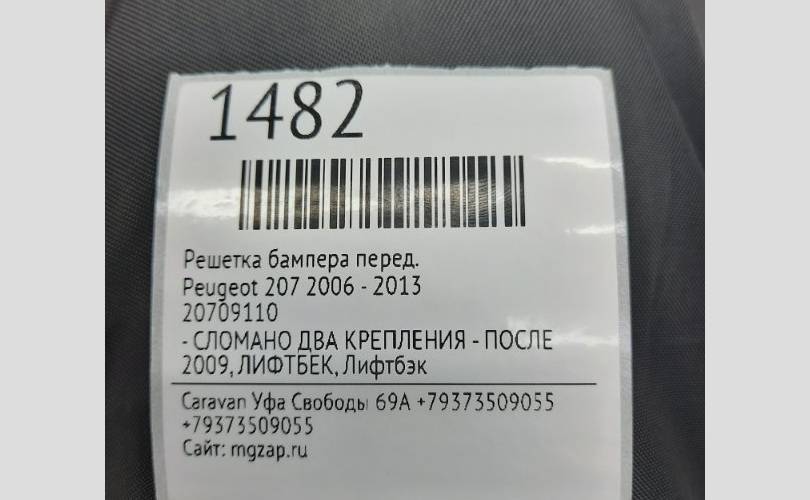 1482
Решетка бампера перед.
Peugeot 207 2006 - 2013
20709110
- СЛОМАНО ДВА КРЕПЛЕНИЯ - ПОСЛЕ
2009, ЛИФТБЕК, Лифтбэк
Caravan Уфа Свободы 69А +79373509055
+79373509055
Сайт: mgzap.ru